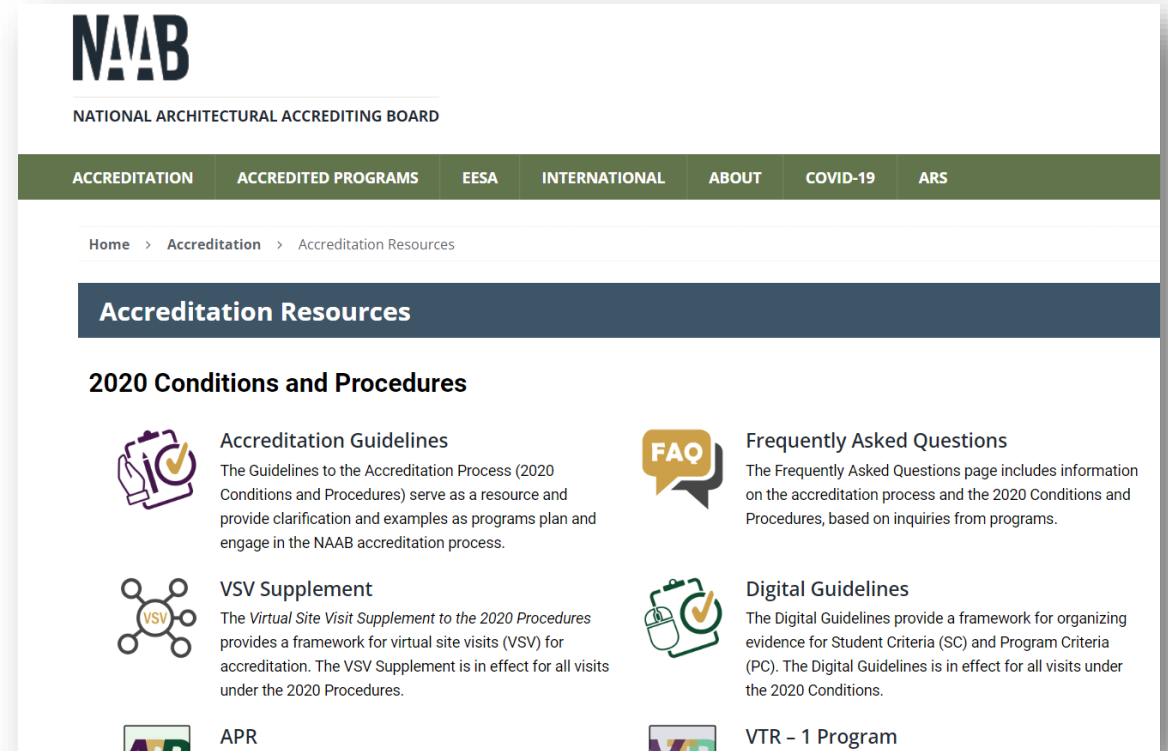 NAAB
NATIONAL ARCHITECTURAL ACCREDITING BOARD
ACCREDITATION ACCREDITED PROGRAMS EESA INTERNATIONAL ABOUT COVID-19 ARS
Home > Accreditation > Accreditation Resources
Accreditation Resources
2020 Conditions and Procedures
Accreditation Guidelines
The Guidelines to the Accreditation Process (2020
Conditions and Procedures) serve as a resource and
provide clarification and examples as programs plan and
engage in the NAAB accreditation process.
FAQ
Frequently Asked Questions
The Frequently Asked Questions page includes information
on the accreditation process and the 2020 Conditions and
Procedures, based on inquiries from programs.
VSV
VSV Supplement
The Virtual Site Visit Supplement to the 2020 Procedures
provides a framework for virtual site visits (VSV) for
accreditation. The VSV Supplement is in effect for all visits
under the 2020 Procedures.
Digital Guidelines
The Digital Guidelines provide a framework for organizing
evidence for Student Criteria (SC) and Program Criteria
(PC). The Digital Guidelines is in effect for all visits under
the 2020 Conditions.
APR
VTR – 1 Program